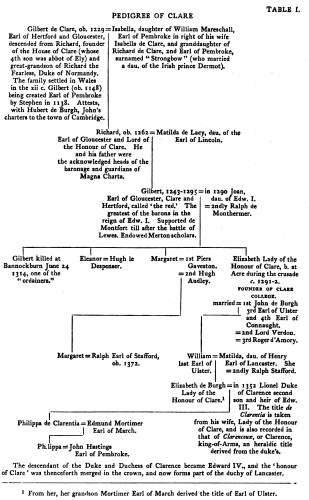 TABLE I.
PEDIGREE OF CLARE
Gilbert de Clare, ob. 1229=Isabella, daughter of William Mareschall,
Earl of Hertford and Gloucester,
descended from Richard, founder
of the House of Clare (whose
4th son was abbot of Ely) and
great-grandson of Richard the
Fearless, Duke of Normandy.
The family settled in Wales
in the xii c. Gilbert (ob. 1148)
being created Earl of Pembroke
by Stephen in 1138. Attests,
with Hubert de Burgh, John's
charters to the town of Cambridge.
Earl of Pembroke in right of his wife
Isabella de Clare, and granddaughter of
Richard de Clare, and Earl of Pembroke,
surnamed "Strongbow" (who married
a dau. of the Irish prince Dermot).
Richard, ob. 1262=Matilda de Lacy, dau. of the
Earl of Gloucester and Lord of
the Honour of Clare. He
and his father were
the acknowledged heads of the
baronage and guardians of
Magna Charta.
Earl of Lincoln.
Gilbert, 1243-1295=in 1290 Joan,
Earl of Gloucester, Clare and
Hertford, called 'the red.' The
greatest of the barons in the
reign of Edw. I. Supported de
Montfort till after the battle of
Lewes. Endowed Merton scholars.
dau. of Edw. I.
=2ndly Ralph de
Monthermer.
Gilbert killed at
Bannockburn June 24
1314, one of the
"ordainers."
Eleanor=Hugh le
Despenser.
Margaret=1st Piers
Gaveston.
=2nd Hugh
Audley.
Elizabeth Lady of the
Honour of Clare, b. at
Acre during the crusade
c. 1291-2.
FOUNDER OF CLARE
COLLEGE.
married=1st John de Burgh
3rd Earl of Ulster
and 4th Earl of
Connaught.
=2nd Lord Verdon.
=3rd Roger d'Amory.
Margaret=Ralph Earl of Stafford,
ob. 1372.
William=Matilda, dau. of Henry
last Earl of
Ulster.
Earl of Lancaster. She
=2ndly Ralph Stafford.
Elizabeth de Burgh=in 1352 Lionel Duke
Lady of the
Honour of Clare.1
of Clarence second
son and heir of Edw.
III. The title de
Clarentia is taken
from his wife, Lady of the Honour
of Clare, and is also recorded in
that of Clarenceux, or Clarence,
king-of-Arms, an heraldic title
derived from the duke's.
Philippa de Clarentia=Edmund Mortimer
Earl of March.
Philippa=John Hastings
Earl of Pembroke.
The descendant of the Duke and Duchess of Clarence became Edward IV., and the 'honour
of Clare' was thenceforth merged in the crown, and now forms part of the duchy of Lancaster.
1 From her, her grandson Mortimer Earl of March derived the title of Earl of Ulster.